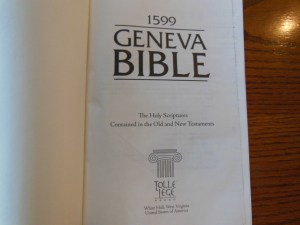 1599
GENEVA
BIBLE
The Holy Scriptures
Contained in the Old and New Testaments
TOLLE
LEGE
PRESS
White Hall, West Virginia
United States of America